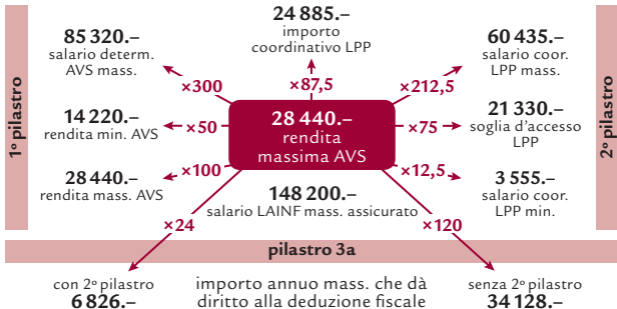 85 320.–
salario determ.
AVS mass.
24 885.–
importo
coordinativo LPP
60 435.–
salario coor.
LPP mass.
×300
×87,5
×212,5
1º pilastro
14 220.–
rendita min. AVS
×50
28 440.–
rendita
massima AVS
×75
21 330.–
soglia d’accesso
LPP
2º pilastro
28 440.–
rendita mass. AVS
×100
×12,5
3 555.–
salario coor.
LPP min.
148 200.–
salario LAINF mass. assicurato
×24
×120
pilastro 3a
con 2º pilastro
6 826.–
importo annuo mass. che dà
diritto alla deduzione fiscale
senza 2º pilastro
34 128.–